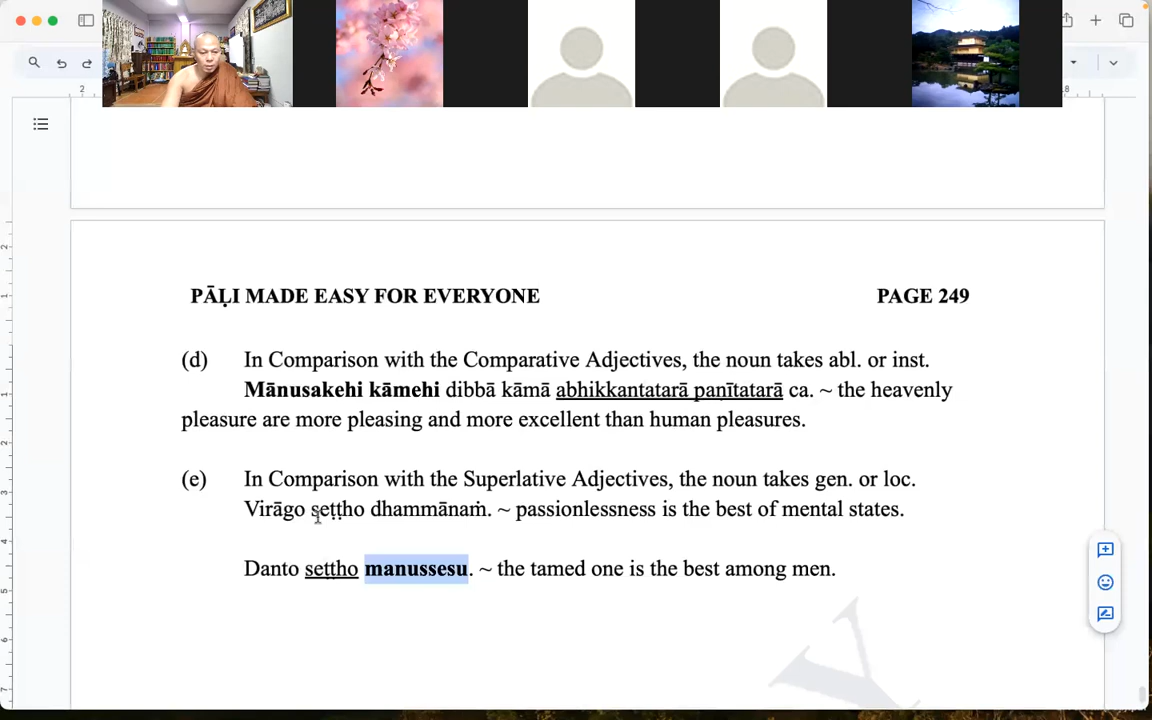 2
8
PĀḶI MADE EASY FOR EVERYONE PAGE 249
(d) In Comparison with the Comparative Adjectives, the noun takes abl. or inst.
Mānusakehi kāmehi dibbā kāmā abhikkantatarā panītatarā ca. ~ the heavenly
pleasure are more pleasing and more excellent than human pleasures.
(e) In Comparison with the Superlative Adjectives, the noun takes gen. or loc.
Virāgo seṭṭho dhammānaṁ. ~ passionlessness is the best of mental states.
Danto seṭṭho manussesu. ~ the tamed one is the best among men.